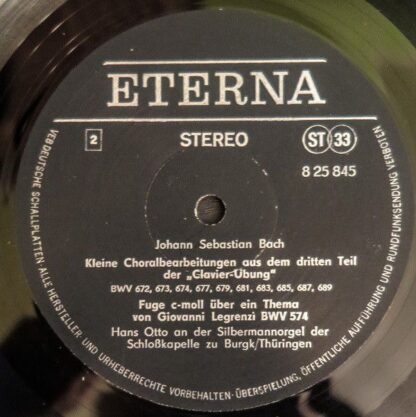 ETERNA
2
STEREO
ST 33
8 25 845
Johann Sebastian Bach
Kleine Choralbearbeitungen aus dem dritten Teil
der „Clavier-Übung“
BWV 672, 673, 674, 677, 679, 681, 683, 685, 687, 689
Fuge c-moll über ein Thema
von Giovanni Legrenzi BWV 574
Hans Otto an der Silbermannorgel der
Schloßkapelle zu Burgk/Thüringen
VEB DEUTSCHE SCHALLPLATTEN · ALLE HERSTELLER UND URHEBERRECHTE VORBEHALTEN · ÜBERSPIELUNG, ÖFFENTLICHE AUFFÜHRUNG UND RUNDFUNKSENDUNG VERBOTEN